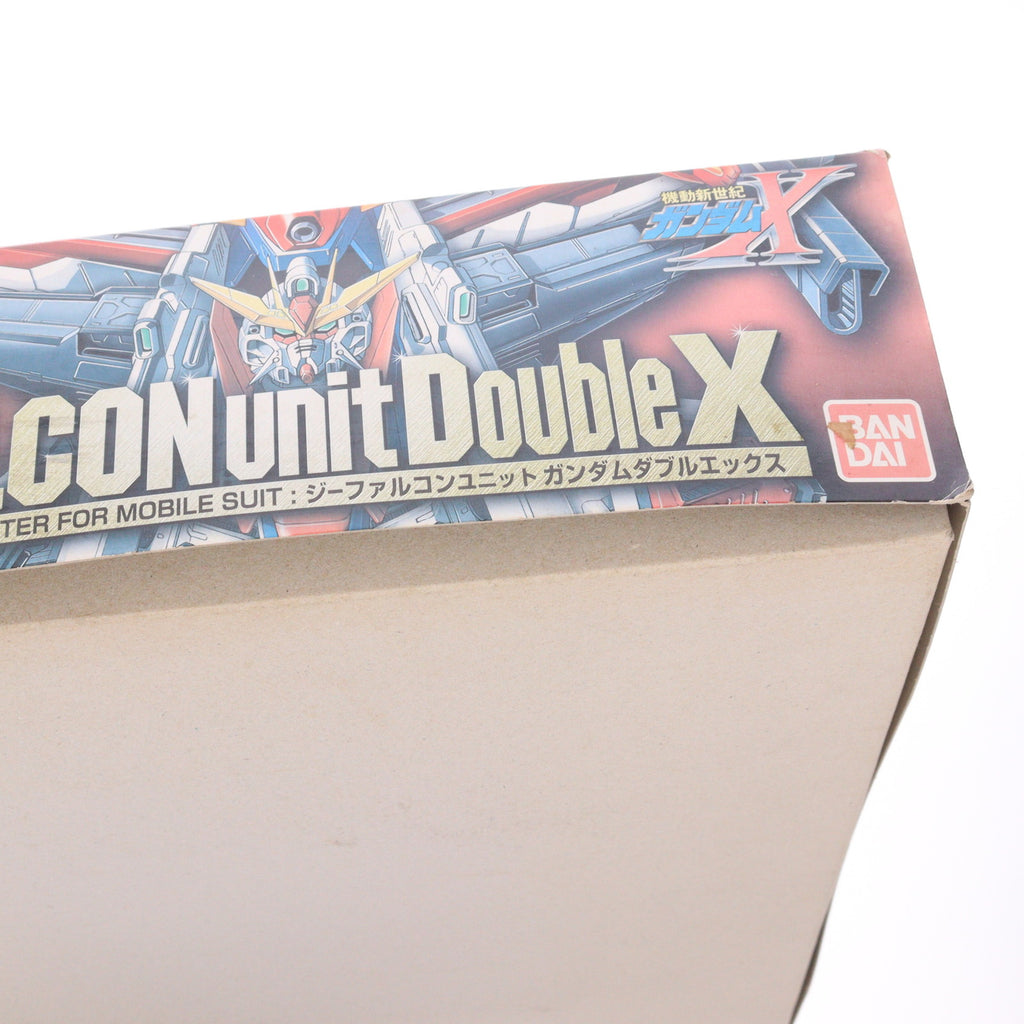 機動新世紀
ガンダムX
.CON unit Double X
TER FOR MOBILE SUIT : ジーファルコンユニット ガンダムダブルエックス
BAN
DAI